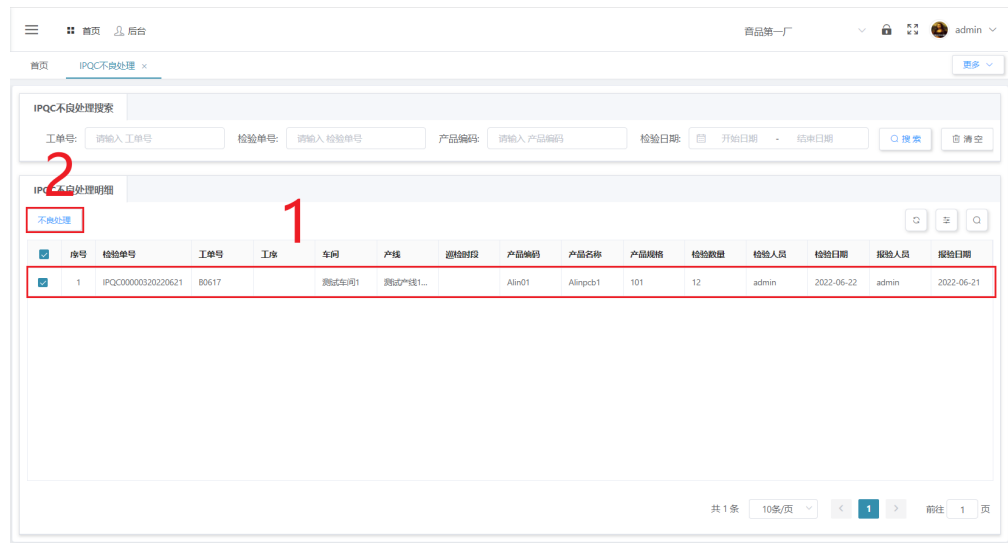 首页 后台 音品第一厂 admin
首页 IPQC不良处理 × 更多
IPQC不良处理搜索
工单号: 请输入 工单号 检验单号: 请输入 检验单号 产品编码: 请输入 产品编码 检验日期: 开始日期 - 结束日期 搜索 清空
2
IPQC不良处理明细
1
不良处理
序号 检验单号 工单号 工序 车间 产线 巡检时段 产品编码 产品名称 产品规格 检验数量 检验人员 检验日期 报验人员 报验日期
1 IPQC00000320220621 B0617 测试车间1 测试产线1... Alin01 Alinpcb1 101 12 admin 2022-06-22 admin 2022-06-21
共 1 条 10条/页 < 1 > 前往 1 页